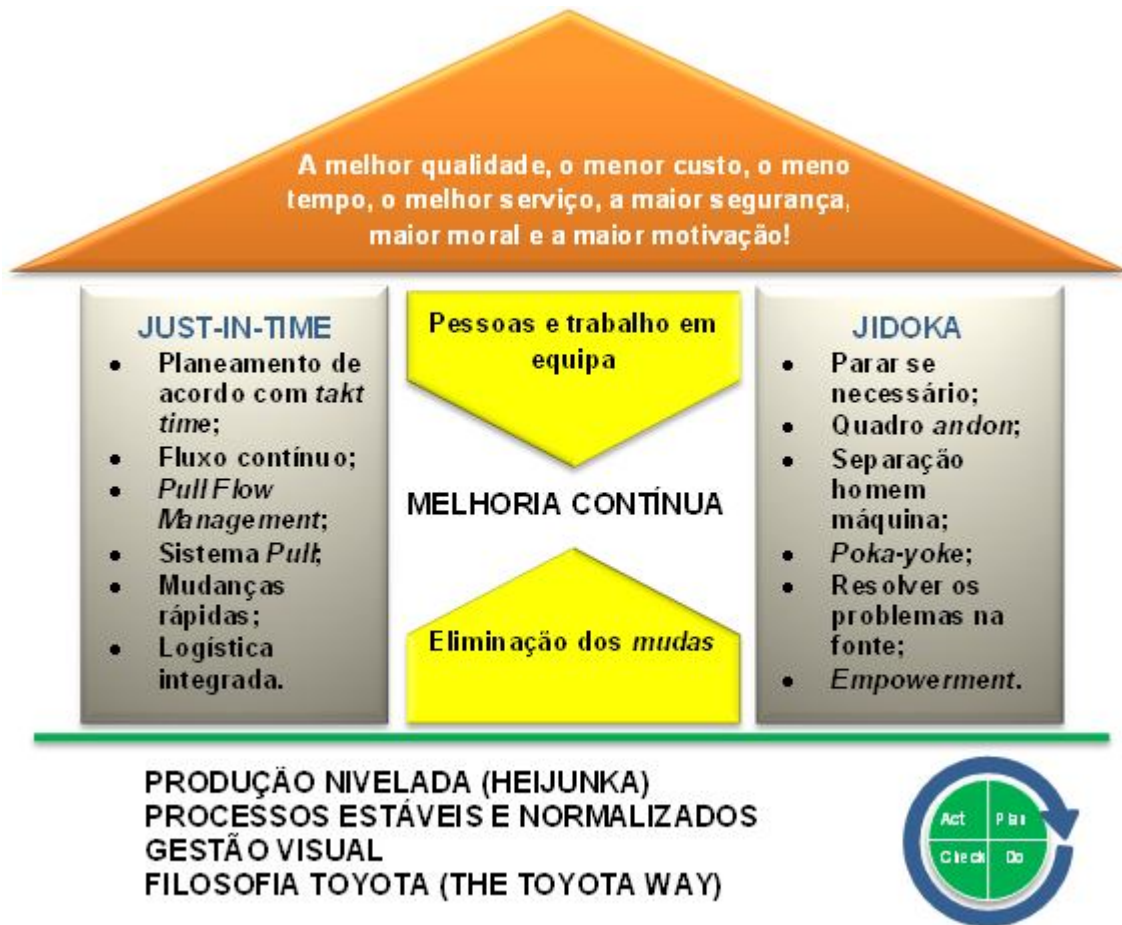 A melhor qualidade, o menor custo, o meno
tempo, o melhor serviço, a maior segurança,
maior moral e a maior motivação!
JUST-IN-TIME
• Planeamento de
acordo com takt
time;
• Fluxo contínuo;
• Pull Flow
Management;
• Sistema Pull;
• Mudanças
rápidas;
• Logística
integrada.
Pessoas e trabalho em
equipa
MELHORIA CONTÍNUA
Eliminação dos mudas
JIDOKA
• Parar se
necessário;
• Quadro andon;
• Separação
homem
máquina;
• Poka-yoke;
• Resolver os
problemas na
fonte;
• Empowerment.
PRODUÇÃO NIVELADA (HEIJUNKA)
PROCESSOS ESTÁVEIS E NORMALIZADOS
GESTÃO VISUAL
FILOSOFIA TOYOTA (THE TOYOTA WAY)
Act Plan
Check Do